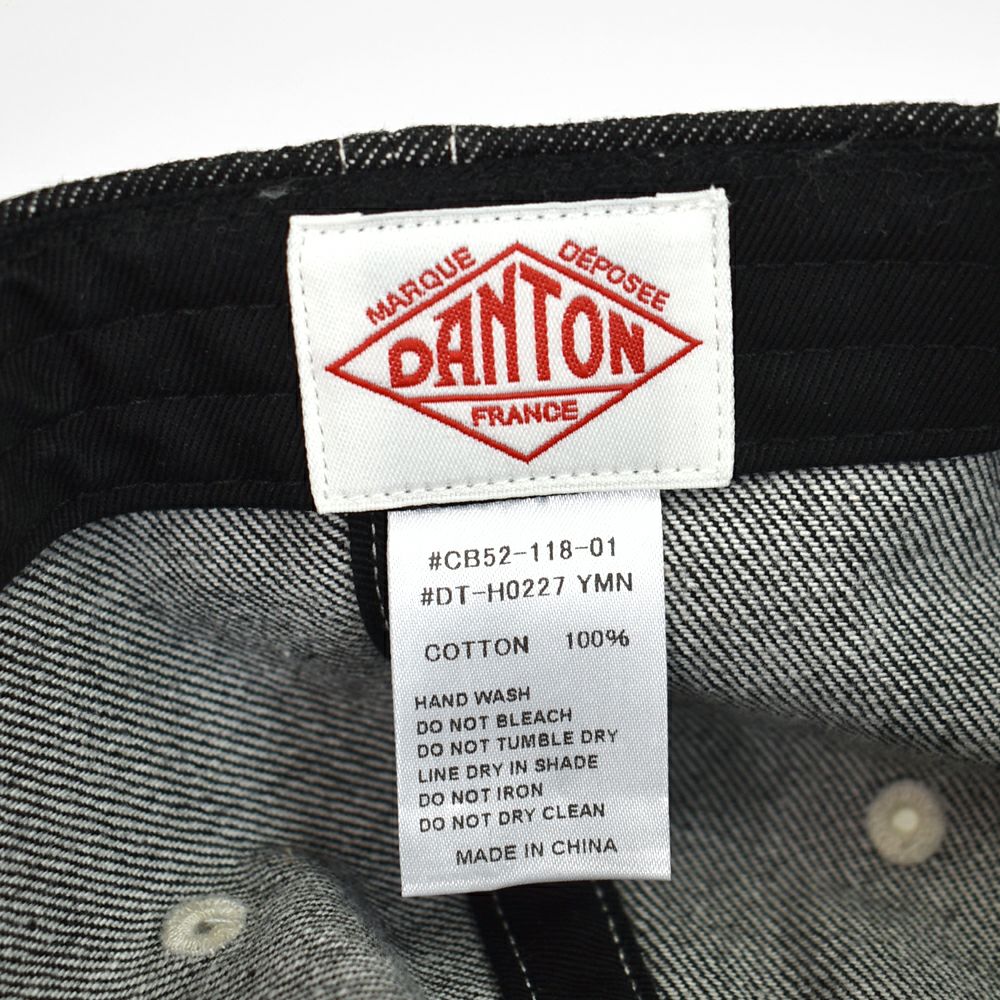 MARQUE DÉPOSEE
DANTON
FRANCE
#CB52-118-01
#DT-H0227 YMN
COTTON 100%
HAND WASH
DO NOT BLEACH
DO NOT TUMBLE DRY
LINE DRY IN SHADE
DO NOT IRON
DO NOT DRY CLEAN
MADE IN CHINA